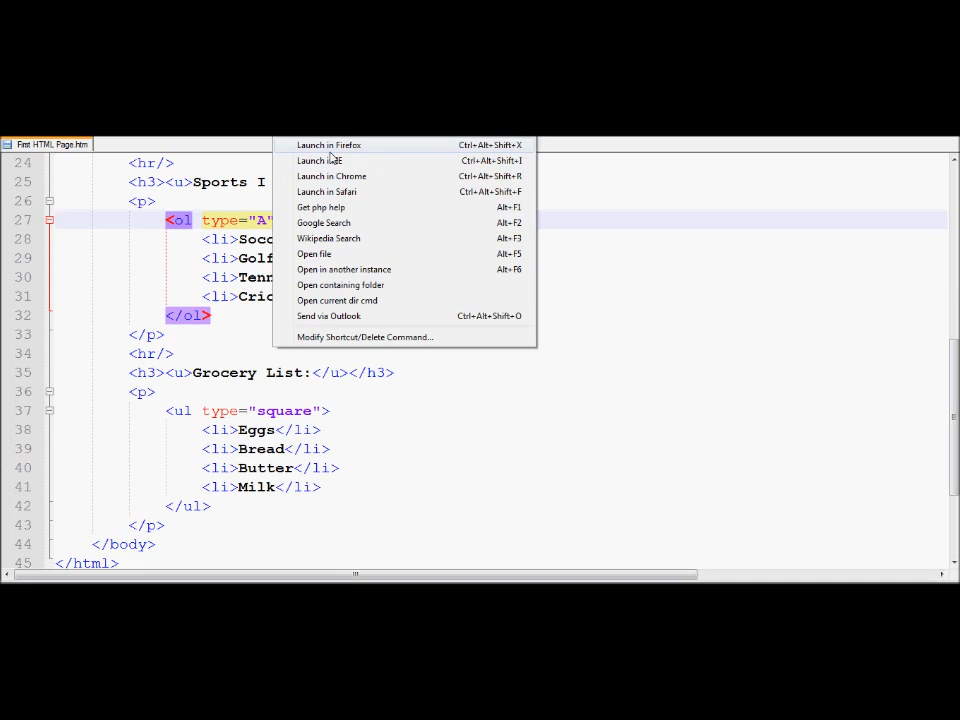 First HTML Page.htm
Launch in Firefox Ctrl+Alt+Shift+X
24 <hr/> Launch in IE Ctrl+Alt+Shift+I
25 <h3><u>Sports I Launch in Chrome Ctrl+Alt+Shift+R
26 <p> Launch in Safari Ctrl+Alt+Shift+F
Get php help Alt+F1
27 <ol type="A" Google Search Alt+F2
28 <li>Socc Wikipedia Search Alt+F3
29 <li>Golf Open file Alt+F5
30 <li>Tenn Open in another instance Alt+F6
Open containing folder
31 <li>Cric Open current dir cmd
32 </ol> Send via Outlook Ctrl+Alt+Shift+O
33 </p> Modify Shortcut/Delete Command...
34 <hr/>
35 <h3><u>Grocery List:</u></h3>
36 <p>
37 <ul type="square">
38 <li>Eggs</li>
39 <li>Bread</li>
40 <li>Butter</li>
41 <li>Milk</li>
42 </ul>
43 </p>
44 </body>
45 </html>